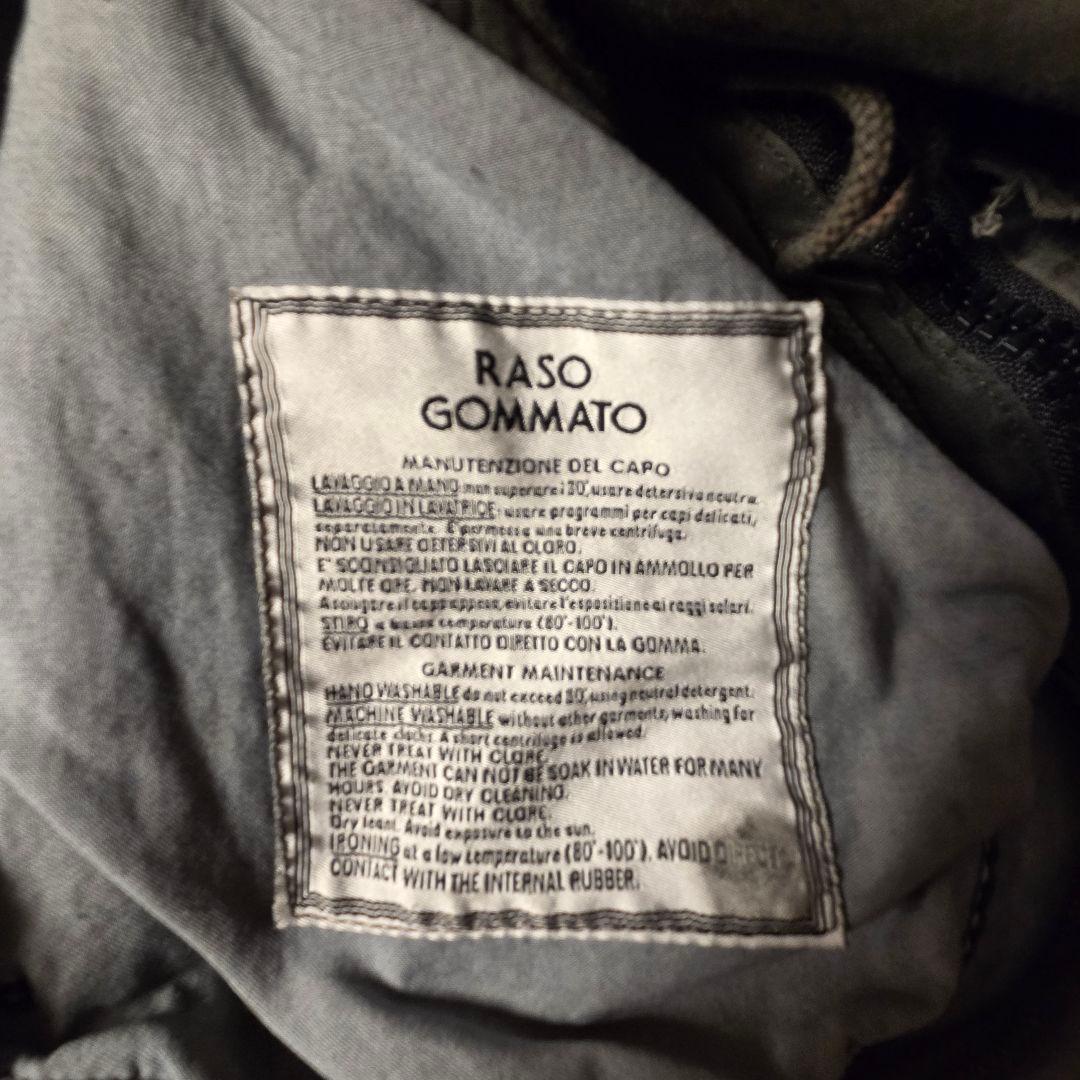 RASO
GOMMATO
MANUTENZIONE DEL CAPO
LAVAGGIO A MANO: non superare i 30°, usare detersivo neutro.
LAVAGGIO IN LAVATRICE: usare programmi per capi delicati,
separatamente. E' permessa una breve centrifuga.
NON USARE DETERSIVI AL CLORO.
E' SCONSIGLIATO LASCIARE IL CAPO IN AMMOLLO PER
MOLTE ORE. NON LAVARE A SECCO.
Asciugare il capo appeso, evitare l'esposizione ai raggi solari.
STIRO a bassa temperatura (80°-100°).
EVITARE IL CONTATTO DIRETTO CON LA GOMMA.
GARMENT MAINTENANCE
HAND WASHABLE do not exceed 30°, using neutral detergent.
MACHINE WASHABLE without other garments, washing for
delicate A short centrifuge is allowed.
NEVER TREAT WITH CLORE.
THE GARMENT CAN NOT BE SOAK IN WATER FOR MANY
HOURS. AVOID DRY CLEANING.
NEVER TREAT WITH CLORE.
Dry Avoid exposure to the sun.
IRONING at a low temperature (80°-100°). AVOID DIRECT
CONTACT WITH THE INTERNAL RUBBER.